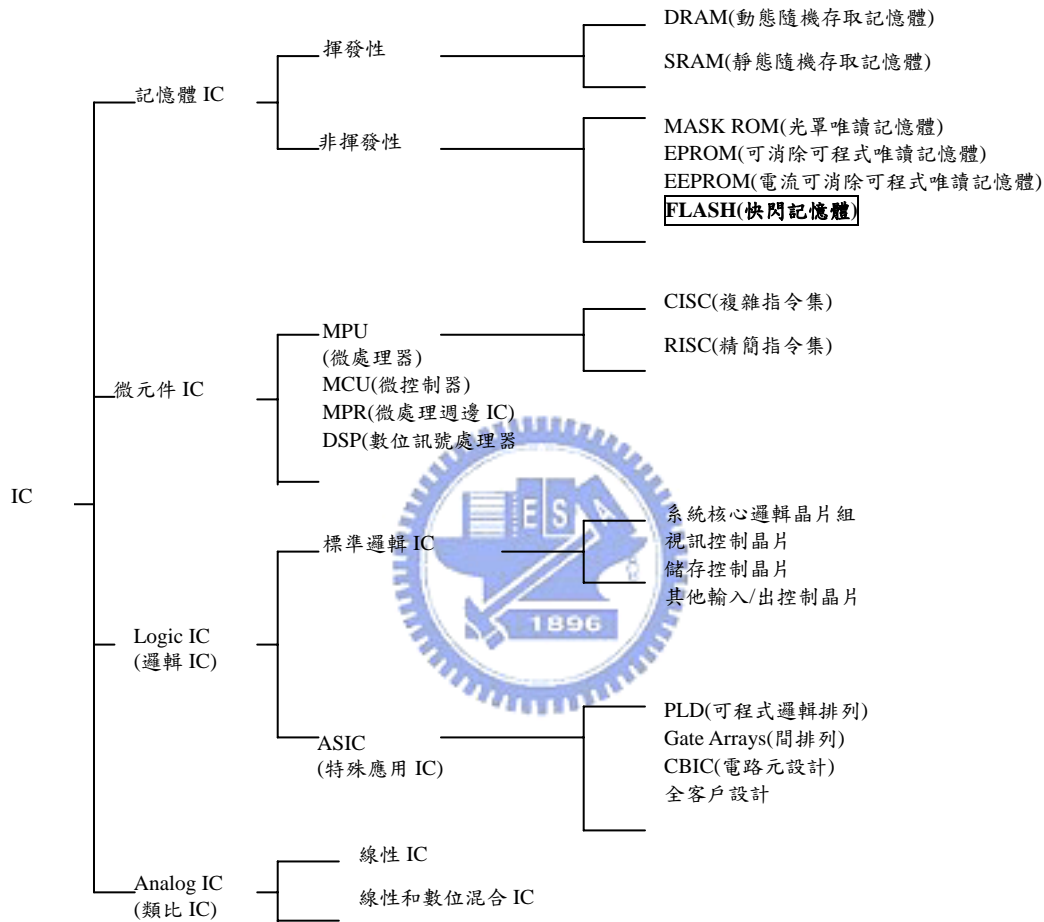 DRAM(動態隨機存取記憶體)
揮發性
SRAM(靜態隨機存取記憶體)
記憶體 IC
非揮發性
MASK ROM(光罩唯讀記憶體)
EPROM(可消除可程式唯讀記憶體)
EEPROM(電流可消除可程式唯讀記憶體)
FLASH(快閃記憶體)
CISC(複雜指令集)
MPU
(微處理器)
RISC(精簡指令集)
微元件 IC
MCU(微控制器)
MPR(微處理週邊 IC)
DSP(數位訊號處理器
IC
ES
A
標準邏輯 IC
系統核心邏輯晶片組
視訊控制晶片
儲存控制晶片
其他輸入/出控制晶片
1896
Logic IC
(邏輯 IC)
ASIC
(特殊應用 IC)
PLD(可程式邏輯排列)
Gate Arrays(間排列)
CBIC(電路元設計)
全客戶設計
線性 IC
Analog IC
(類比 IC)
線性和數位混合 IC